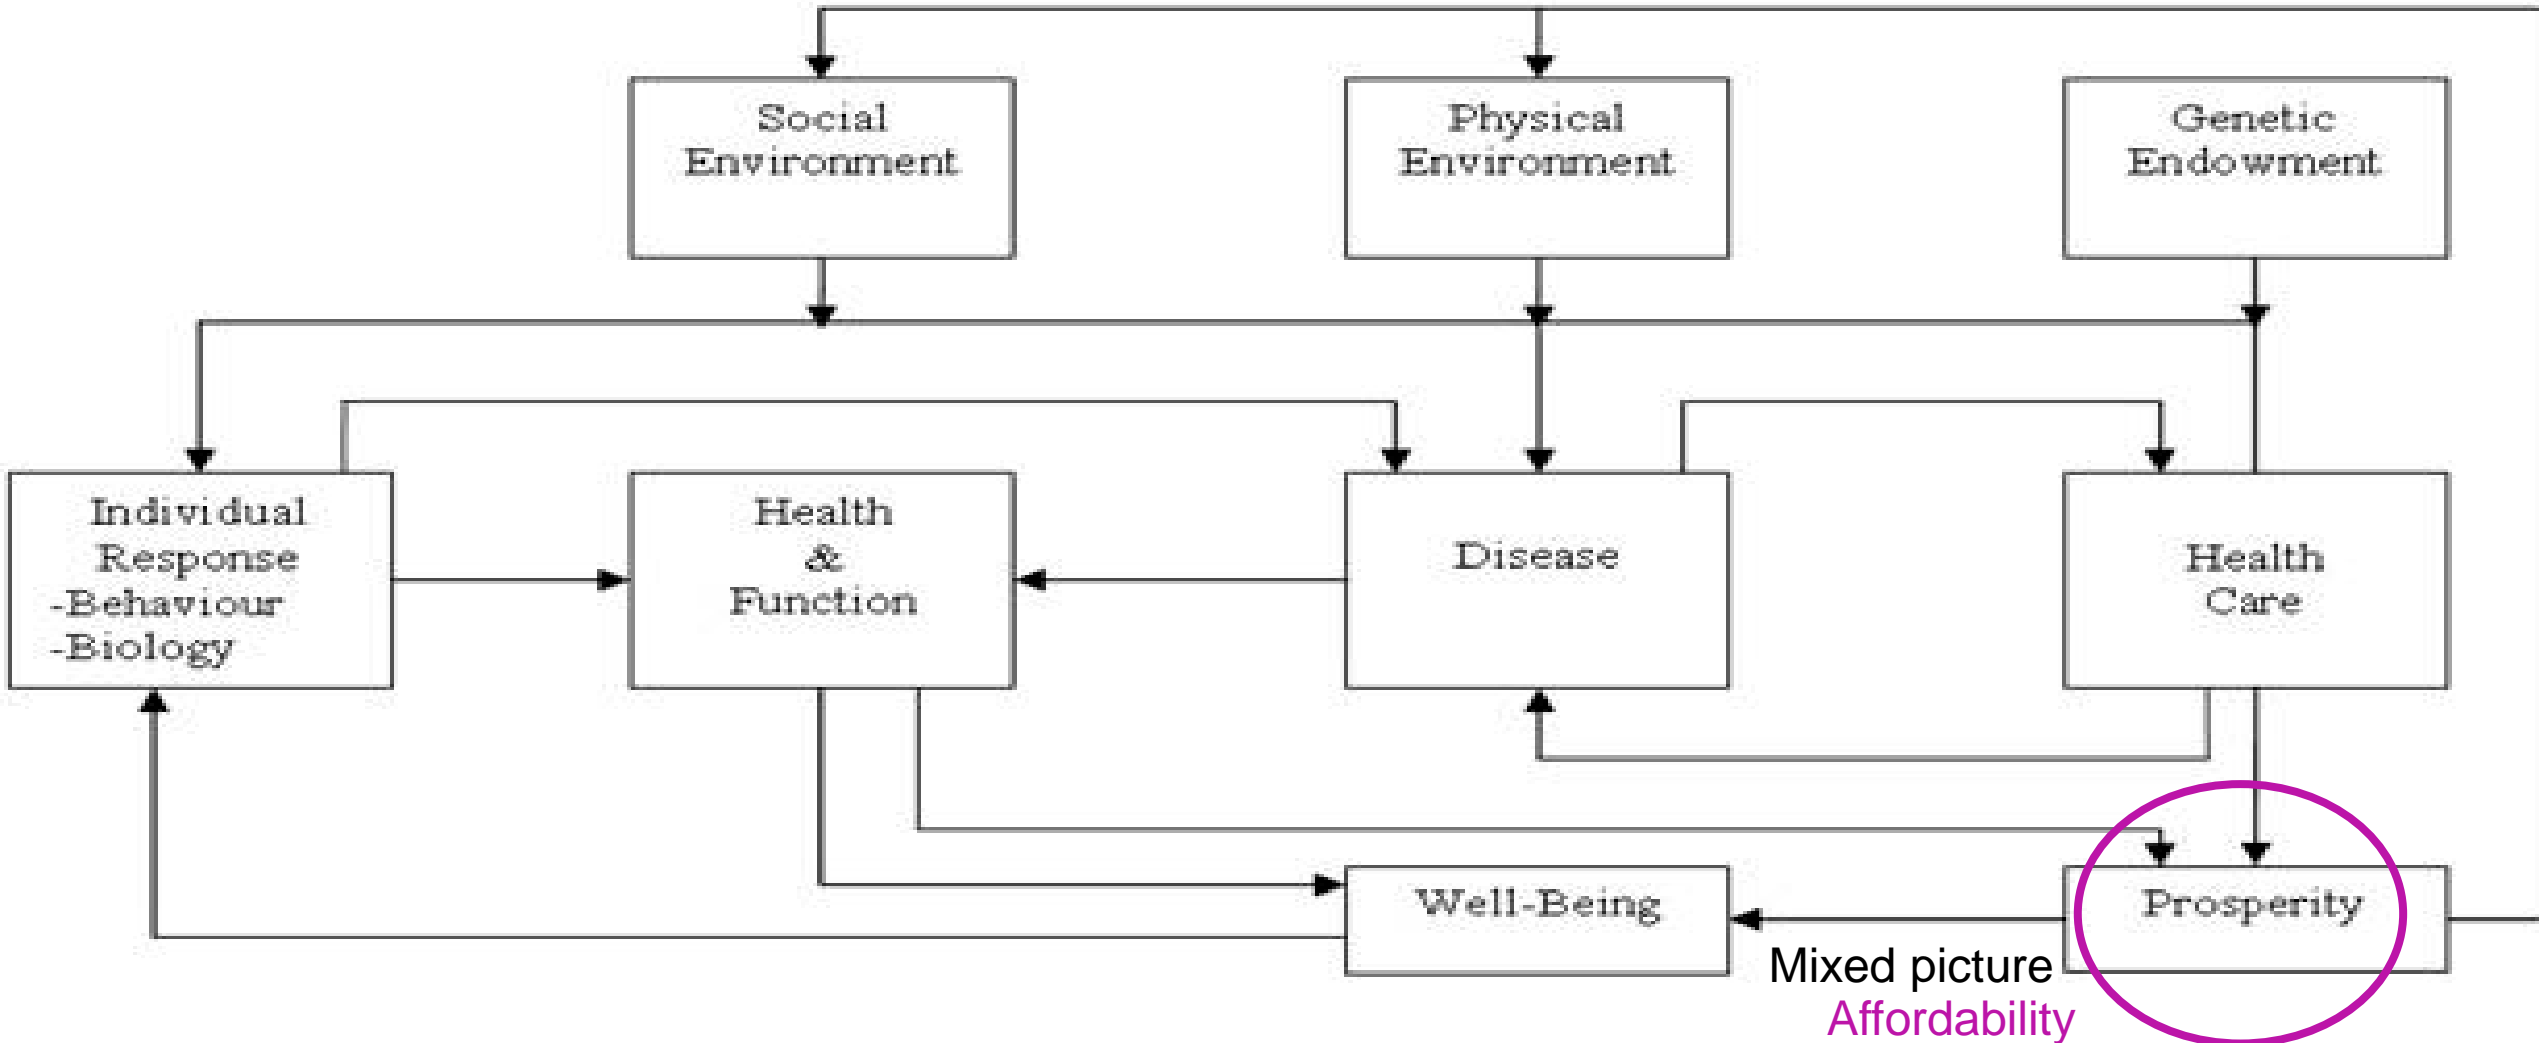 Social
Environment
Physical
Environment
Genetic
Endowment
Individual
Response
-Behaviour
-Biology
Health
&
Function
Disease
Health
Care
Well-Being
Prosperity
Mixed picture
Affordability